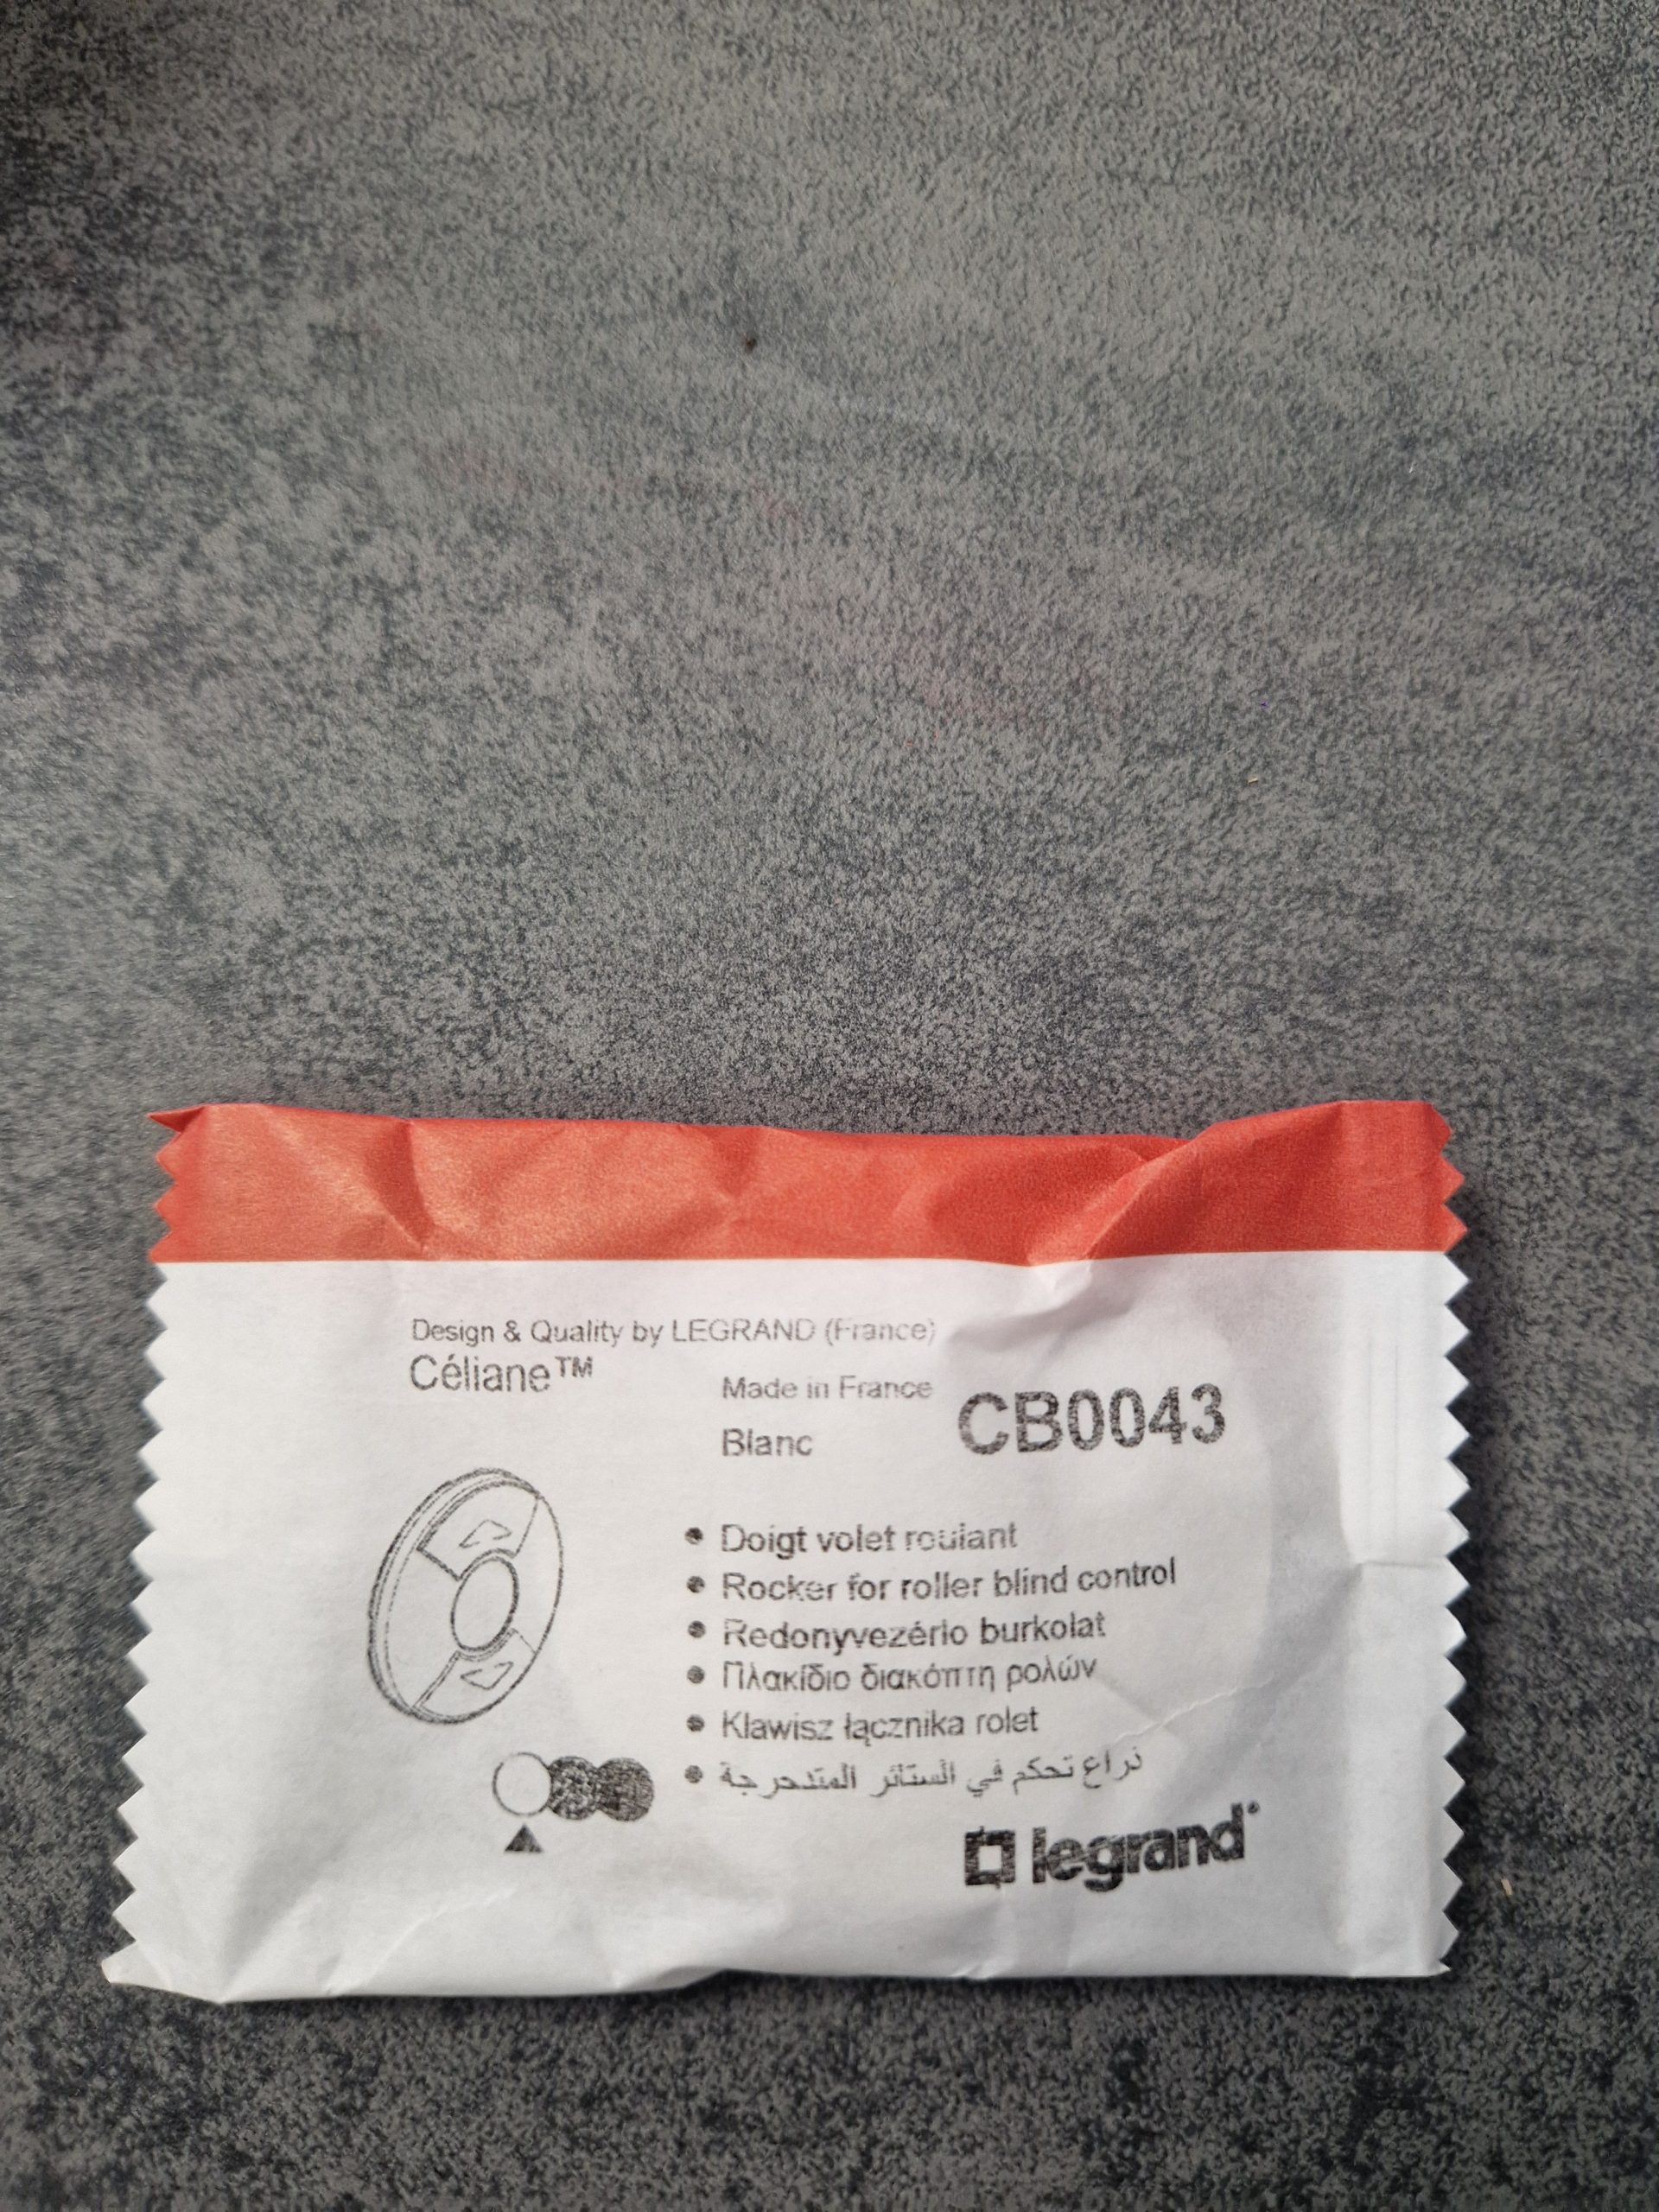 Design & Quality by LEGRAND (France)
Céliane™
Made in France
Blanc
CB0043
• Doigt volet roulant
• Rocker for roller blind control
• Redonyvezérlo burkolat
• Πλακίδιο διακόπτη ρολών
• Klawisz łącznika rolet
• ذراع تحكم في الستائر المتدحرجة
legrand®